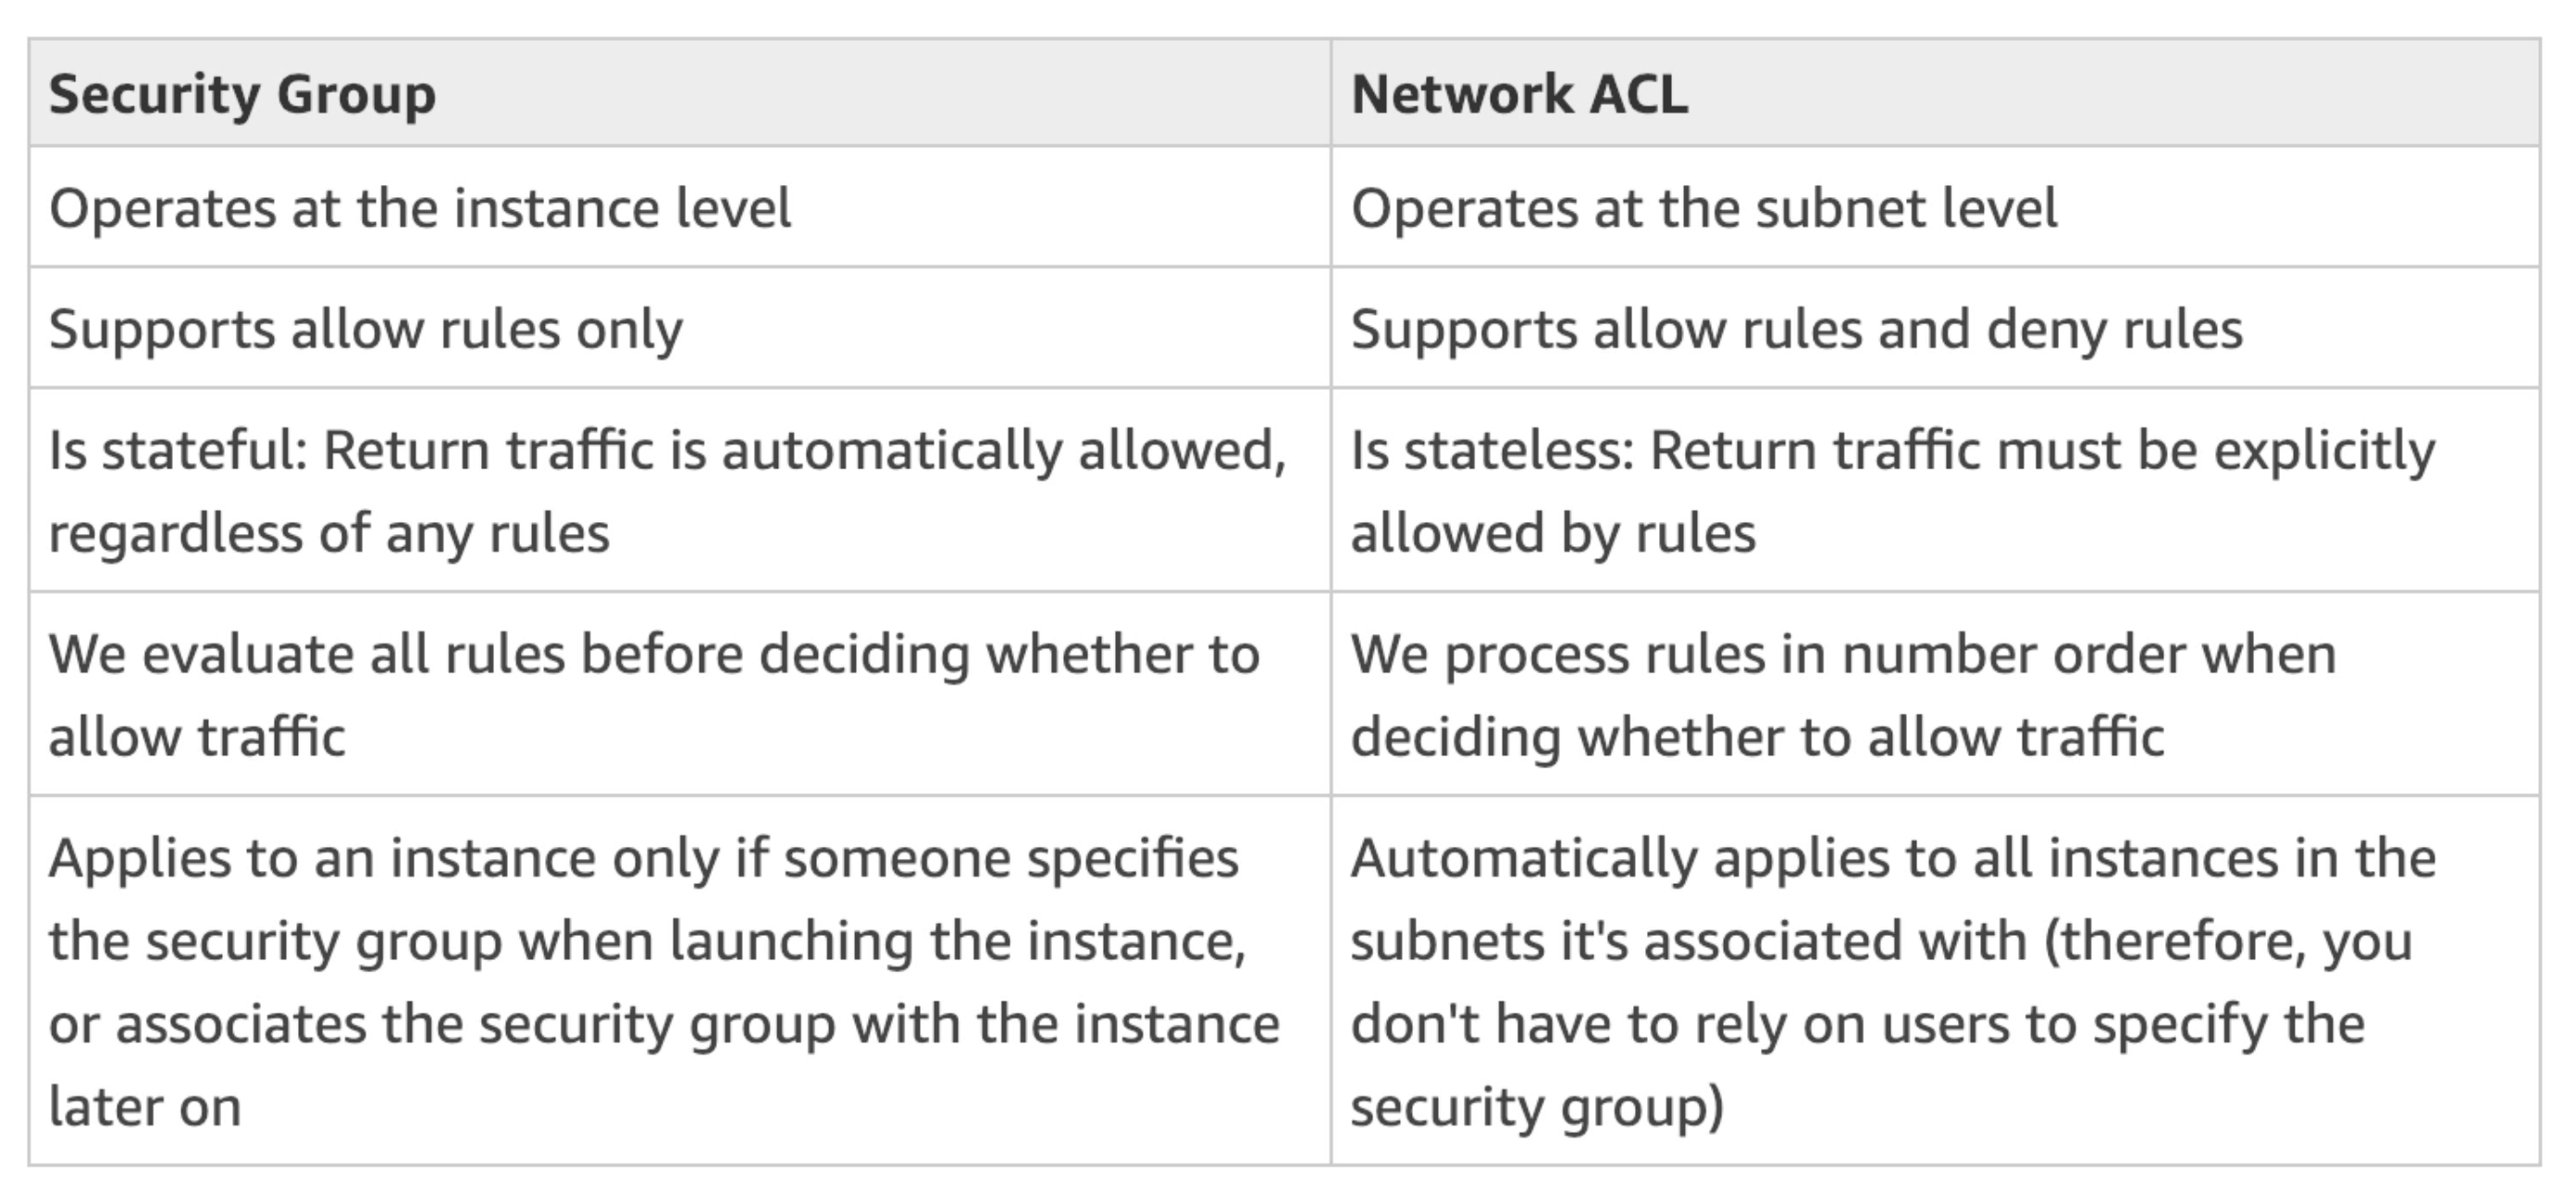 Security Group
Network ACL
Operates at the instance level
Operates at the subnet level
Supports allow rules only
Supports allow rules and deny rules
Is stateful: Return traffic is automatically allowed,
regardless of any rules
Is stateless: Return traffic must be explicitly
allowed by rules
We evaluate all rules before deciding whether to
allow traffic
We process rules in number order when
deciding whether to allow traffic
Applies to an instance only if someone specifies
the security group when launching the instance,
or associates the security group with the instance
later on
Automatically applies to all instances in the
subnets it's associated with (therefore, you
don't have to rely on users to specify the
security group)